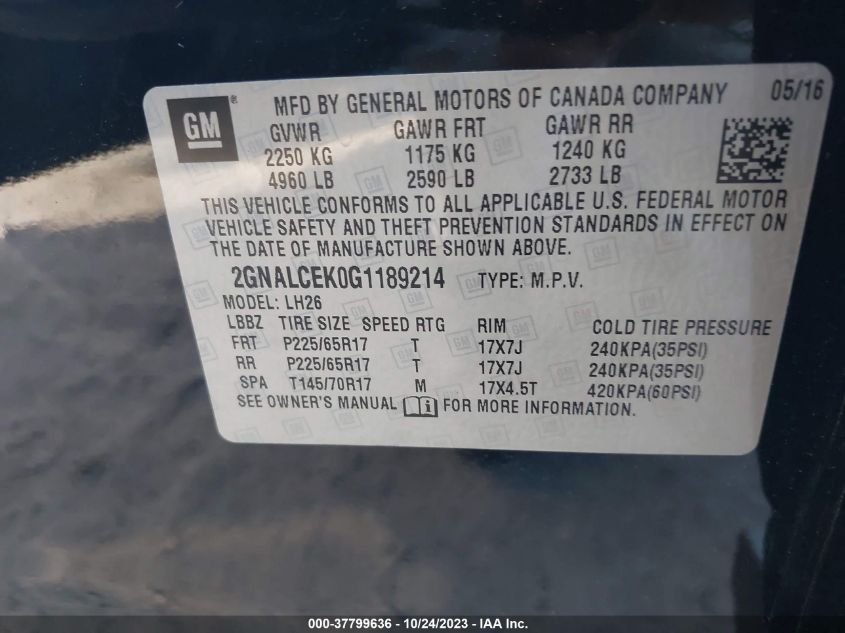 GM ® MFD BY GENERAL MOTORS OF CANADA COMPANY 05/16
GVWR GAWR FRT GAWR RR
2250 KG 1175 KG 1240 KG
4960 LB 2590 LB 2733 LB
THIS VEHICLE CONFORMS TO ALL APPLICABLE U.S. FEDERAL MOTOR
VEHICLE SAFETY AND THEFT PREVENTION STANDARDS IN EFFECT ON
THE DATE OF MANUFACTURE SHOWN ABOVE.
2GNALCEK0G1189214 TYPE: M.P.V.
MODEL: LH26
LBBZ TIRE SIZE SPEED RTG RIM COLD TIRE PRESSURE
FRT P225/65R17 T 17X7J 240KPA(35PSI)
RR P225/65R17 T 17X7J 240KPA(35PSI)
SPA T145/70R17 M 17X4.5T 420KPA(60PSI)
SEE OWNER'S MANUAL FOR MORE INFORMATION.
000-37799636 - 10/24/2023 - IAA, Inc.